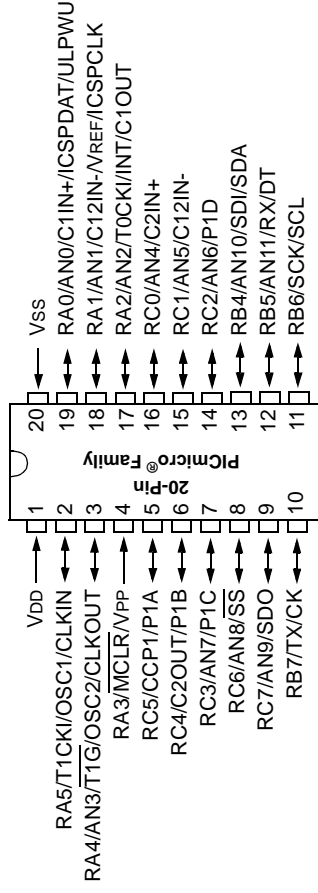 VDD
RA5/T1CKI/OSC1/CLKIN
RA4/AN3/T1G/OSC2/CLKOUT
RA3/MCLR/VPP
RC5/CCP1/P1A
RC4/C2OUT/P1B
RC3/AN7/P1C
RC6/AN8/SS
RC7/AN9/SDO
RB7/TX/CK
1
2
3
4
5
6
7
8
9
10
20-Pin
PICmicro® Family
20
19
18
17
16
15
14
13
12
11
VSS
RA0/AN0/C1IN+/ICSPDAT/ULPWU
RA1/AN1/C12IN-/VREF/ICSPCLK
RA2/AN2/T0CKI/INT/C1OUT
RC0/AN4/C2IN+
RC1/AN5/C12IN-
RC2/AN6/P1D
RB4/AN10/SDI/SDA
RB5/AN11/RX/DT
RB6/SCK/SCL